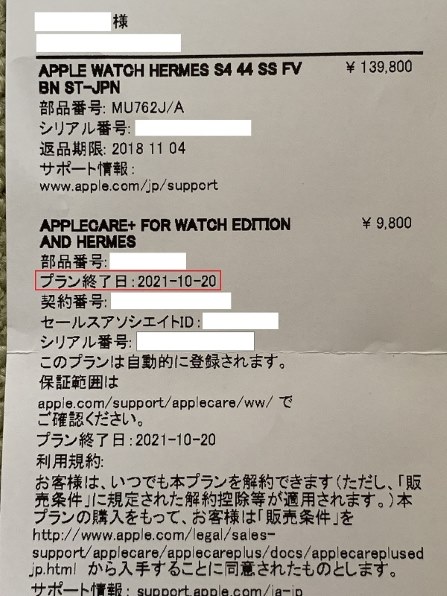 様
APPLE WATCH HERMES S4 44 SS FV ￥139,800
BN ST-JPN
部品番号: MU762J/A
シリアル番号:
返品期限: 2018 11 04
サポート情報:
www.apple.com/jp/support
APPLECARE+ FOR WATCH EDITION ￥9,800
AND HERMES
部品番号:
プラン終了日:2021-10-20
契約番号:
セールスアソシエイトID:
シリアル番号:
このプランは自動的に登録されます。
保証範囲は
apple.com/support/applecare/ww/ で
ご確認ください。
プラン終了日:2021-10-20
利用規約:
お客様は、いつでも本プランを解約できます(ただし、「販
売条件」に規定された解約控除等が適用されます。)本
プランの購入をもって、お客様は「販売条件」を
http://www.apple.com/legal/sales-
support/applecare/applecareplus/docs/applecareplused
jp.html から入手することに同意されたものとします。
サポート情報: support.apple.com/ja-jp